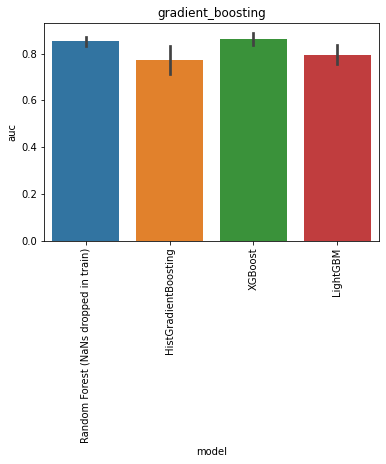 gradient_boosting
0.8
0.6
0.4
0.2
0.0
auc
Random Forest (NaNs dropped in train)
HistGradientBoosting
XGBoost
LightGBM
model